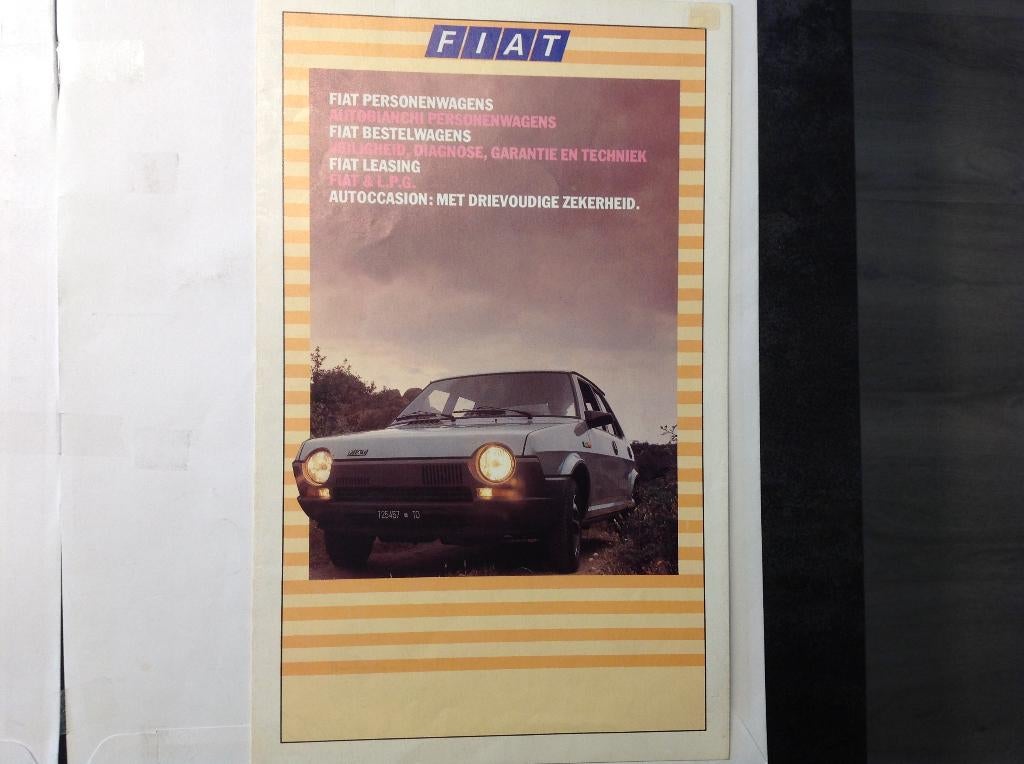 FIAT
FIAT PERSONENWAGENS
AUTOBIANCHI PERSONENWAGENS
FIAT BESTELWAGENS
VEILIGHEID, DIAGNOSE, GARANTIE EN TECHNIEK
FIAT LEASING
FIAT & L.P.G.
AUTOCCASION: MET DRIEVOUDIGE ZEKERHEID.
FIAT